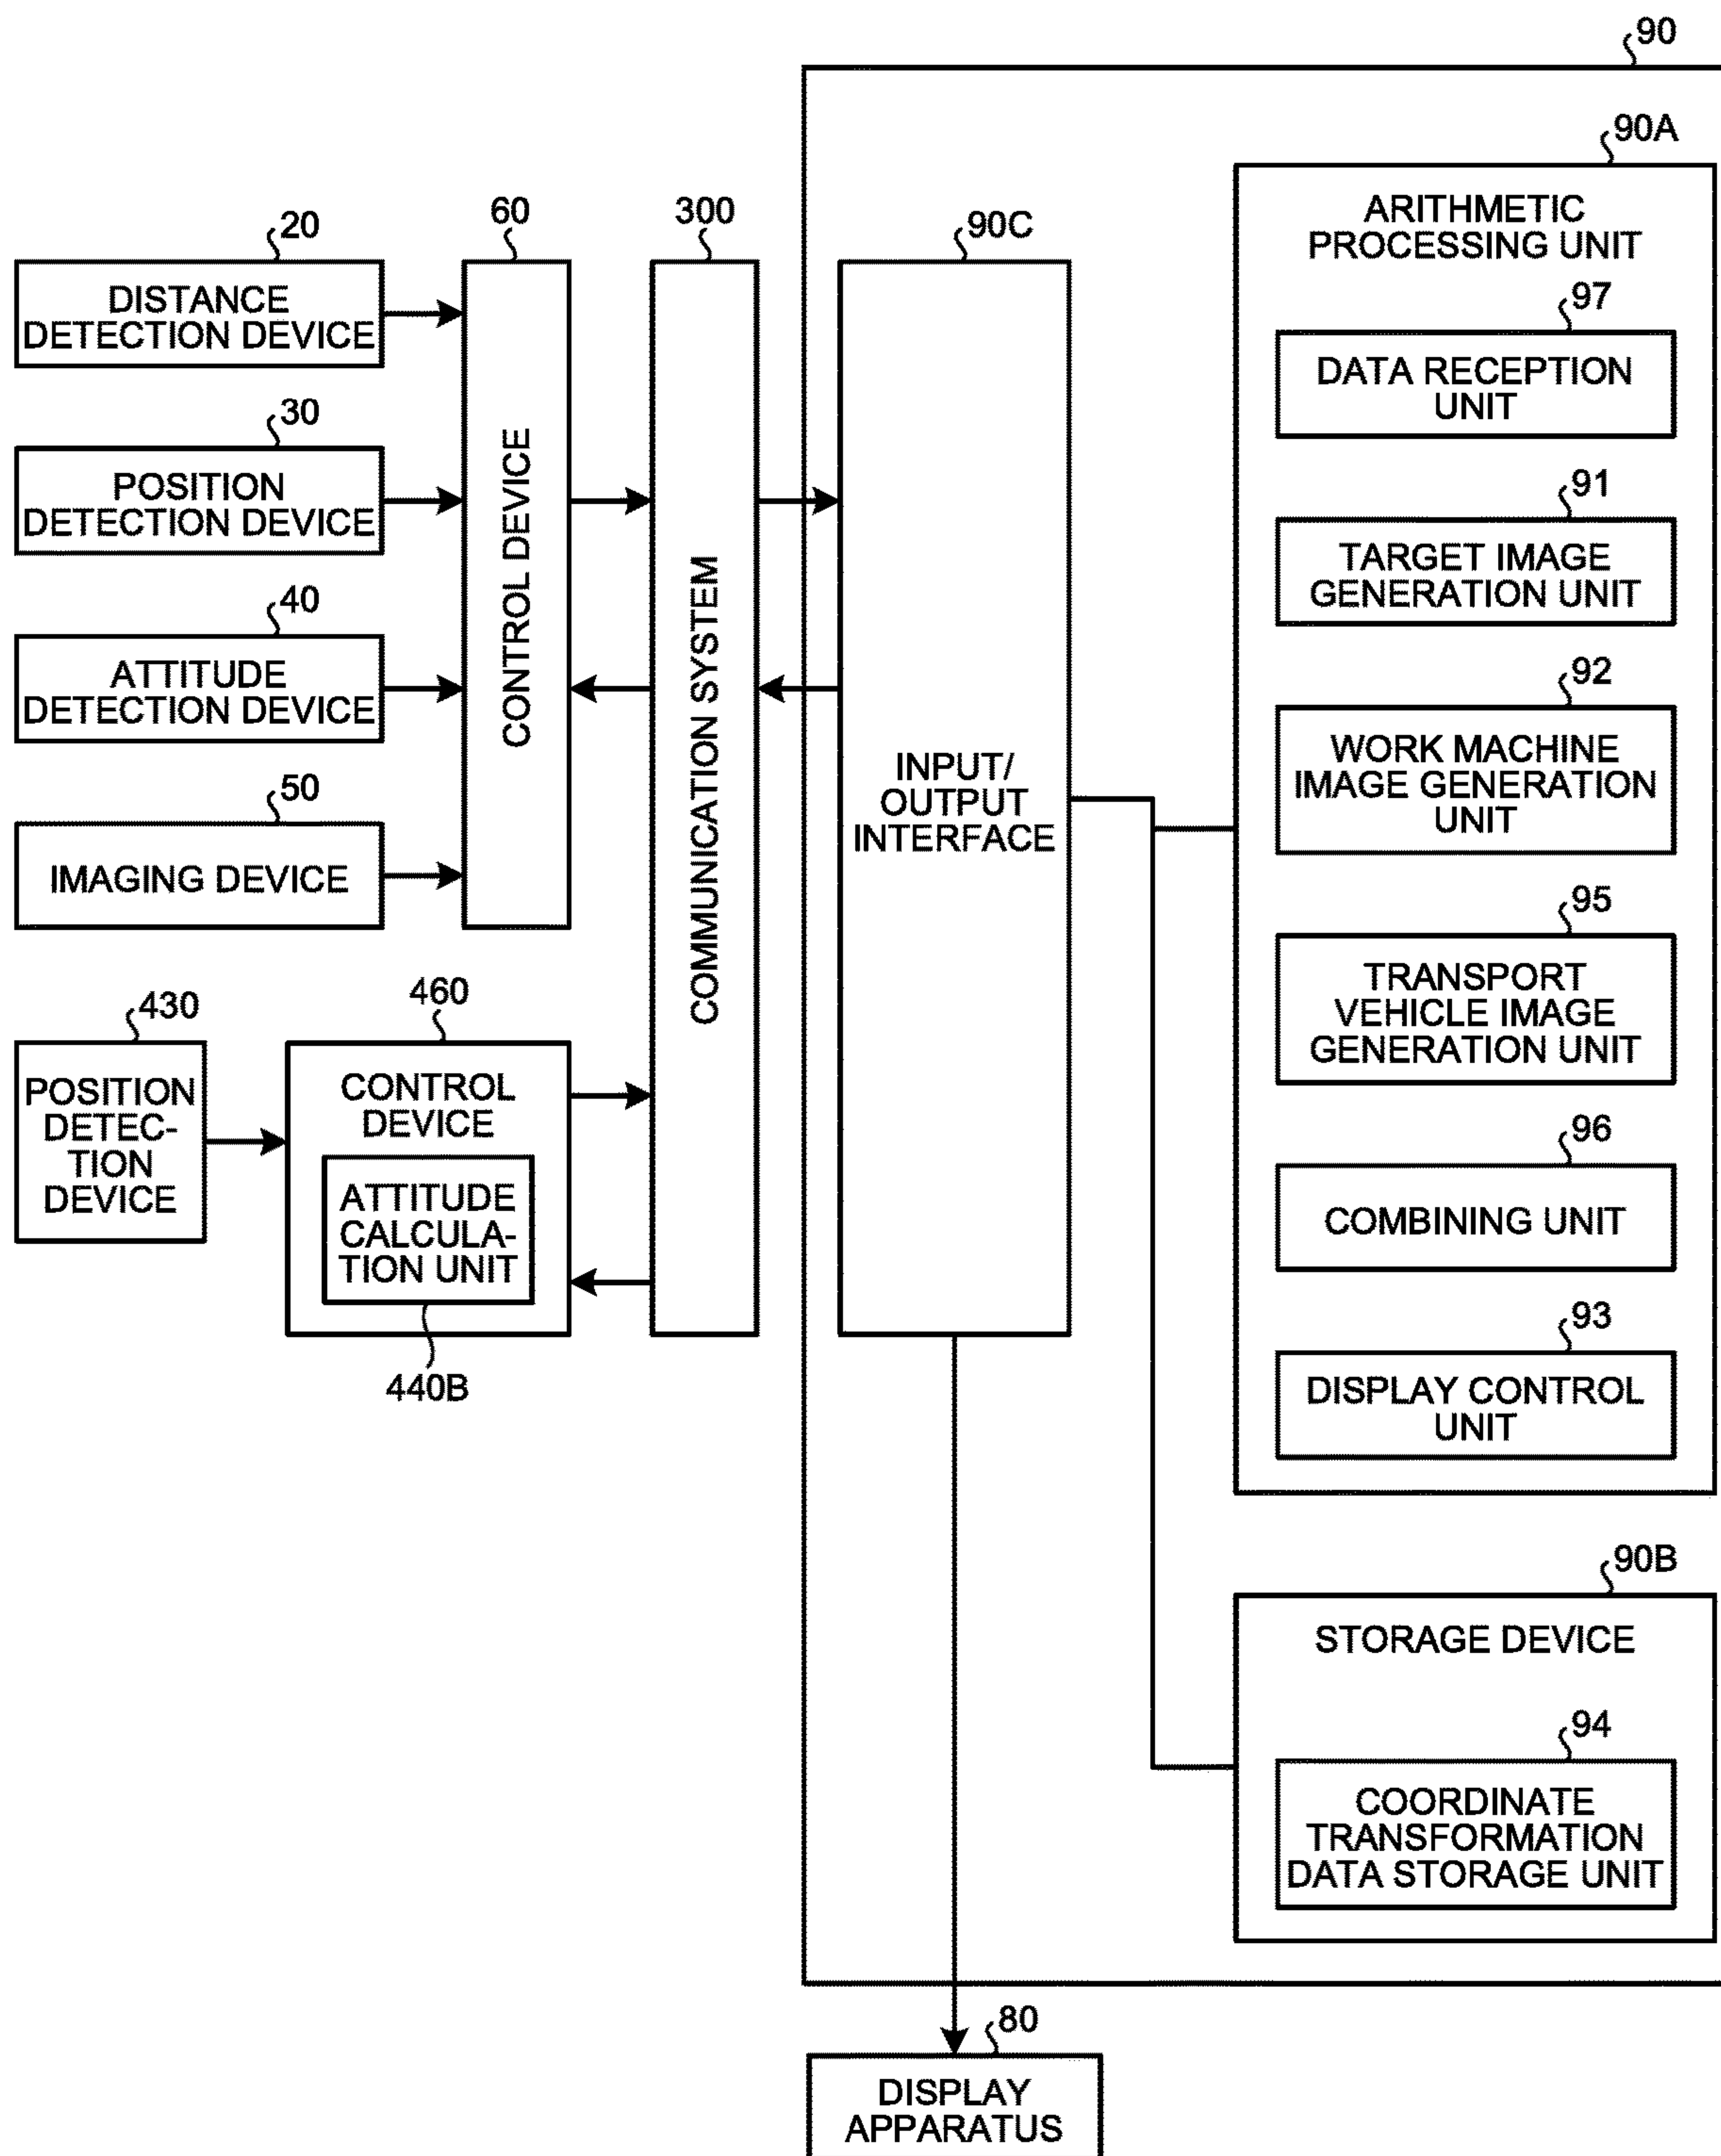 90
90A
ARITHMETIC
PROCESSING UNIT
97
DATA RECEPTION
UNIT
91
TARGET IMAGE
GENERATION UNIT
92
WORK MACHINE
IMAGE GENERATION
UNIT
95
TRANSPORT
VEHICLE IMAGE
GENERATION UNIT
96
COMBINING UNIT
93
DISPLAY CONTROL
UNIT
90B
STORAGE DEVICE
94
COORDINATE
TRANSFORMATION
DATA STORAGE UNIT
20
DISTANCE
DETECTION DEVICE
30
POSITION
DETECTION DEVICE
40
ATTITUDE
DETECTION DEVICE
50
IMAGING DEVICE
60
CONTROL DEVICE
300
COMMUNICATION SYSTEM
90C
INPUT/
OUTPUT
INTERFACE
430
POSITION
DETEC-
TION
DEVICE
460
CONTROL
DEVICE
ATTITUDE
CALCULA-
TION UNIT
440B
80
DISPLAY
APPARATUS